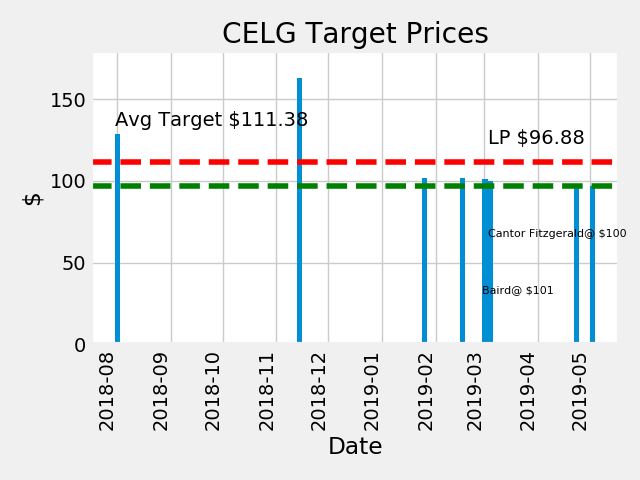 CELG Target Prices
150
Avg Target $111.38
LP $96.88
100
$
Cantor Fitzgerald@ $100
50
Baird@ $101
0
2018-08
2018-09
2018-10
2018-11
2018-12
2019-01
2019-02
2019-03
2019-04
2019-05
Date